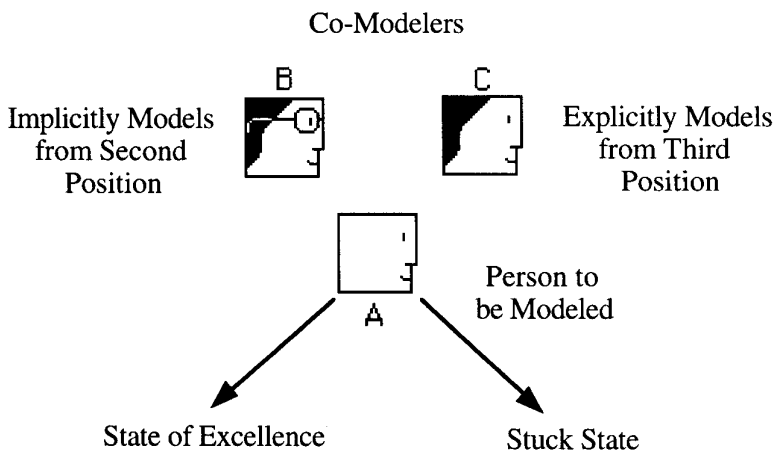 Co-Modelers
B
C
Implicitly Models
from Second
Position
Explicitly Models
from Third
Position
Person to
be Modeled
A
State of Excellence
Stuck State